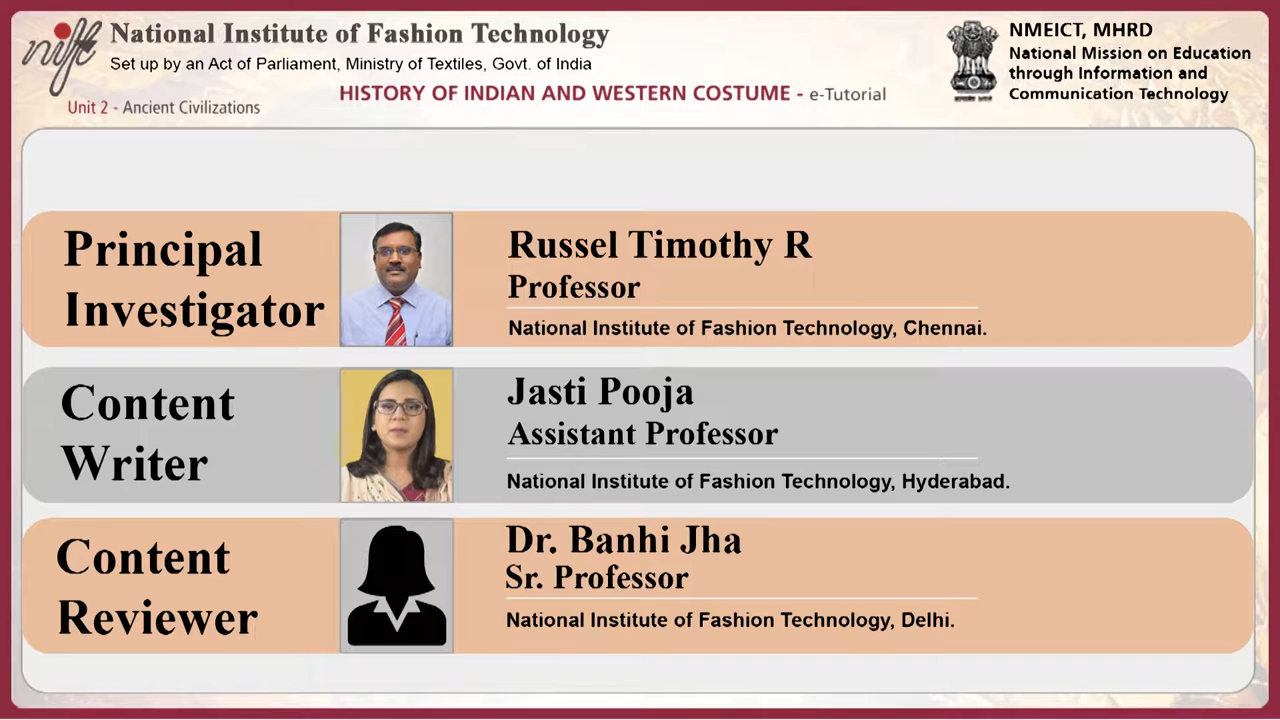 nift
National Institute of Fashion Technology
Set up by an Act of Parliament, Ministry of Textiles, Govt. of India
Unit 2 - Ancient Civilizations
HISTORY OF INDIAN AND WESTERN COSTUME - e-Tutorial
NMEICT, MHRD
National Mission on Education
through Information and
Communication Technology
Principal
Investigator
Russel Timothy R
Professor
National Institute of Fashion Technology, Chennai.
Content
Writer
Jasti Pooja
Assistant Professor
National Institute of Fashion Technology, Hyderabad.
Content
Reviewer
Dr. Banhi Jha
Sr. Professor
National Institute of Fashion Technology, Delhi.